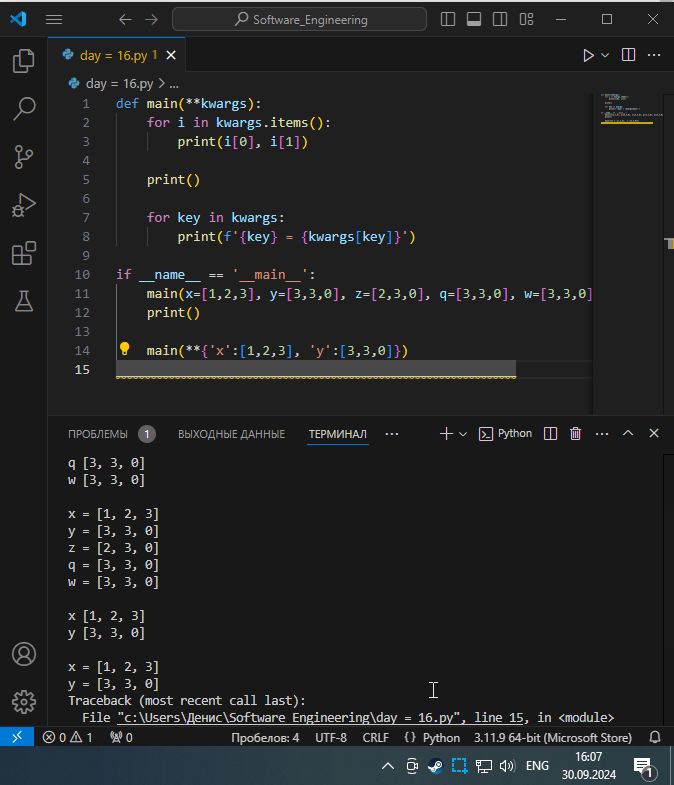 Software_Engineering
day = 16.py 1
day = 16.py > ...
1 def main(**kwargs):
2 for i in kwargs.items():
3 print(i[0], i[1])
4
5 print()
6
7 for key in kwargs:
8 print(f'{key} = {kwargs[key]}')
9
10 if __name__ == '__main__':
11 main(x=[1,2,3], y=[3,3,0], z=[2,3,0], q=[3,3,0], w=[3,3,0]
12 print()
13
14 main(**{'x':[1,2,3], 'y':[3,3,0]})
15
ПРОБЛЕМЫ 1 ВЫХОДНЫЕ ДАННЫЕ ТЕРМИНАЛ ... Python
q [3, 3, 0]
w [3, 3, 0]
x = [1, 2, 3]
y = [3, 3, 0]
z = [2, 3, 0]
q = [3, 3, 0]
w = [3, 3, 0]
x [1, 2, 3]
y [3, 3, 0]
x = [1, 2, 3]
y = [3, 3, 0]
Traceback (most recent call last):
File "c:\Users\Денис\Software_Engineering\day = 16.py", line 15, in <module>
0 1 0 Пробелов: 4 UTF-8 CRLF {} Python 3.11.9 64-bit (Microsoft Store)
ENG 16:07
30.09.2024 1